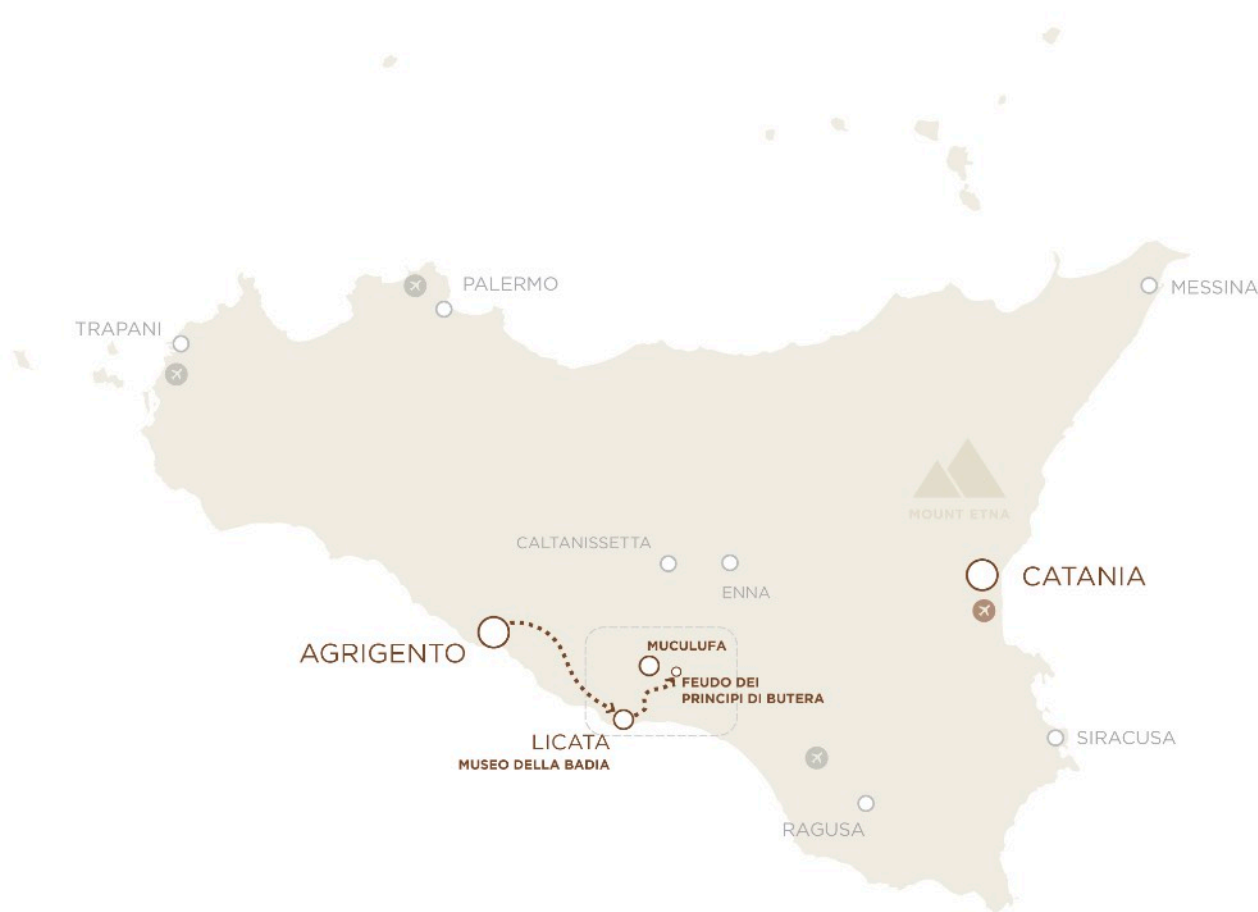 PALERMO
MESSINA
TRAPANI
MOUNT ETNA
CALTANISSETTA
ENNA
CATANIA
AGRIGENTO
MUCULUFA
FEUDO DEI
PRINCIPI DI BUTERA
LICATA
MUSEO DELLA BADIA
SIRACUSA
RAGUSA